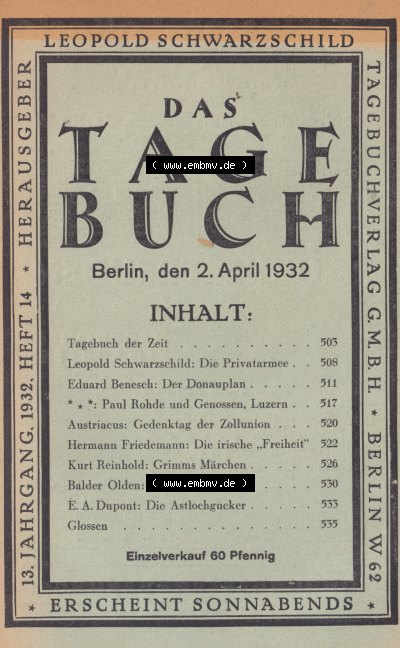 LEOPOLD SCHWARZSCHILD
13. JAHRGANG. 1932. HEFT 14 * HERAUSGEBER
TAGEBUCHVERLAG G.M.B.H. * BERLIN W 62
DAS
TAGE
( www.embmv.de )
BUCH
Berlin, den 2. April 1932
INHALT:
Tagebuch der Zeit . . . . . . . . . . 503
Leopold Schwarzschild: Die Privatarmee . . 508
Eduard Benesch: Der Donauplan . . . . . 511
***: Paul Rohde und Genossen, Luzern . . 517
Austriacus: Gedenktag der Zollunion . . . 520
Hermann Friedemann: Die irische „Freiheit" 522
Kurt Reinhold: Grimms Märchen . . . . . 526
Balder Olden: ( www.embmv.de ) 530
E. A. Dupont: Die Astlochgucker . . . . 533
Glossen . . . . . . . . . . . . . 535
Einzelverkauf 60 Pfennig
* ERSCHEINT SONNABENDS *